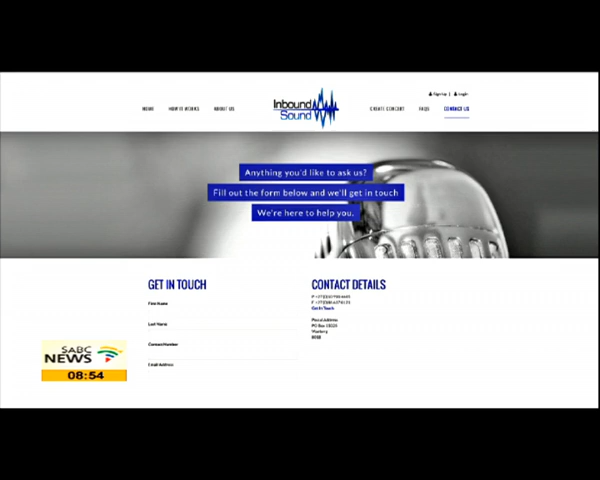 Sign Up | Login
HOME HOW IT WORKS ABOUT US Inbound Sound CREATE CONCERT FAQS CONTACT US
Anything you'd like to ask us?
Fill out the form below and we'll get in touch
We're here to help you.
GET IN TOUCH
First Name
Last Name
Contact Number
Email Address
CONTACT DETAILS
Get In Touch
Postal Address:
SABC
NEWS
08:54